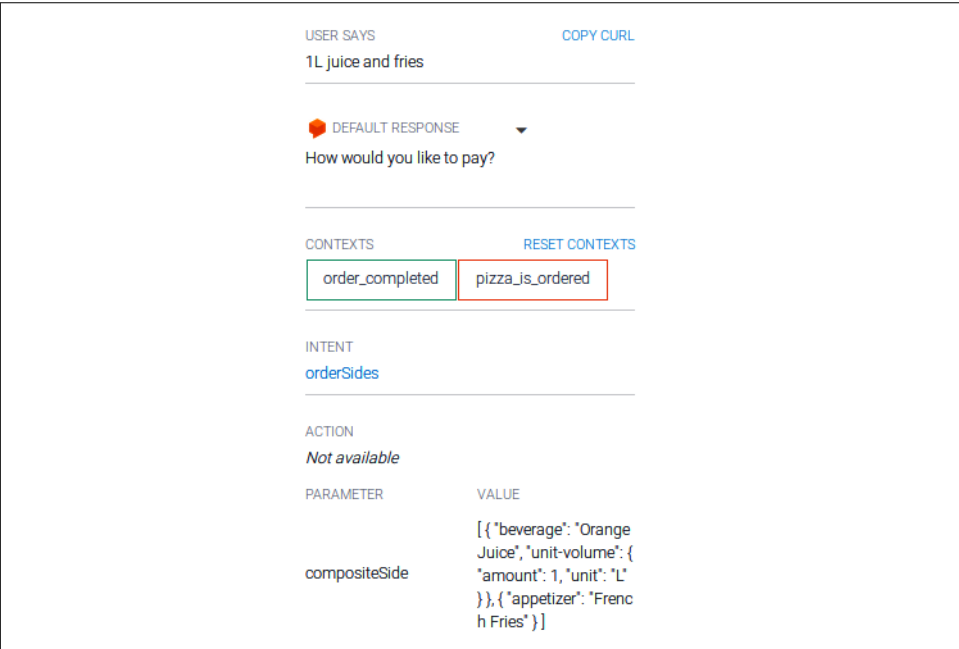 USER SAYS COPY CURL
1L juice and fries
DEFAULT RESPONSE
How would you like to pay?
CONTEXTS RESET CONTEXTS
order_completed pizza_is_ordered
INTENT
orderSides
ACTION
Not available
PARAMETER VALUE
compositeSide
[ { "beverage": "Orange
Juice", "unit-volume": {
"amount": 1, "unit": "L"
} }, { "appetizer": "Frenc
h Fries" } ]